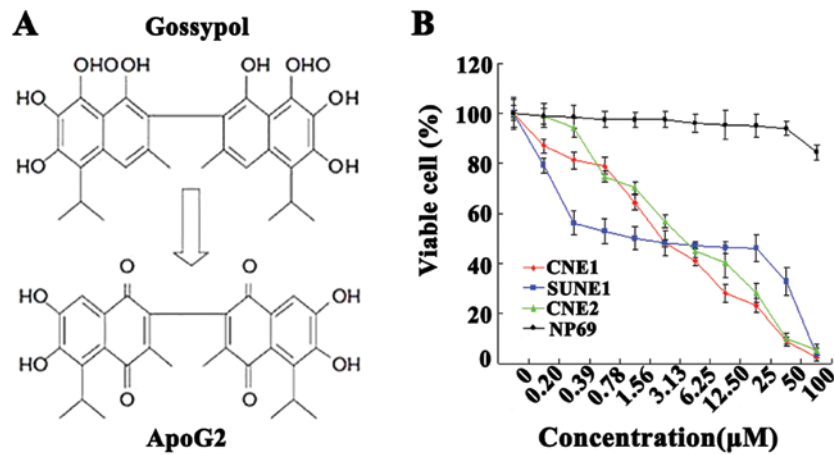 A
Gossypol
OHOOH
OH
OHO
HO
OH
HO
OH
O
O
HO
OH
HO
OH
O
O
ApoG2
B
Viable cell (%)
120
100
80
60
40
20
0
CNE1
SUNE1
CNE2
NP69
0
0.20
0.39
0.78
1.56
3.13
6.25
12.50
25
50
100
Concentration(μM)